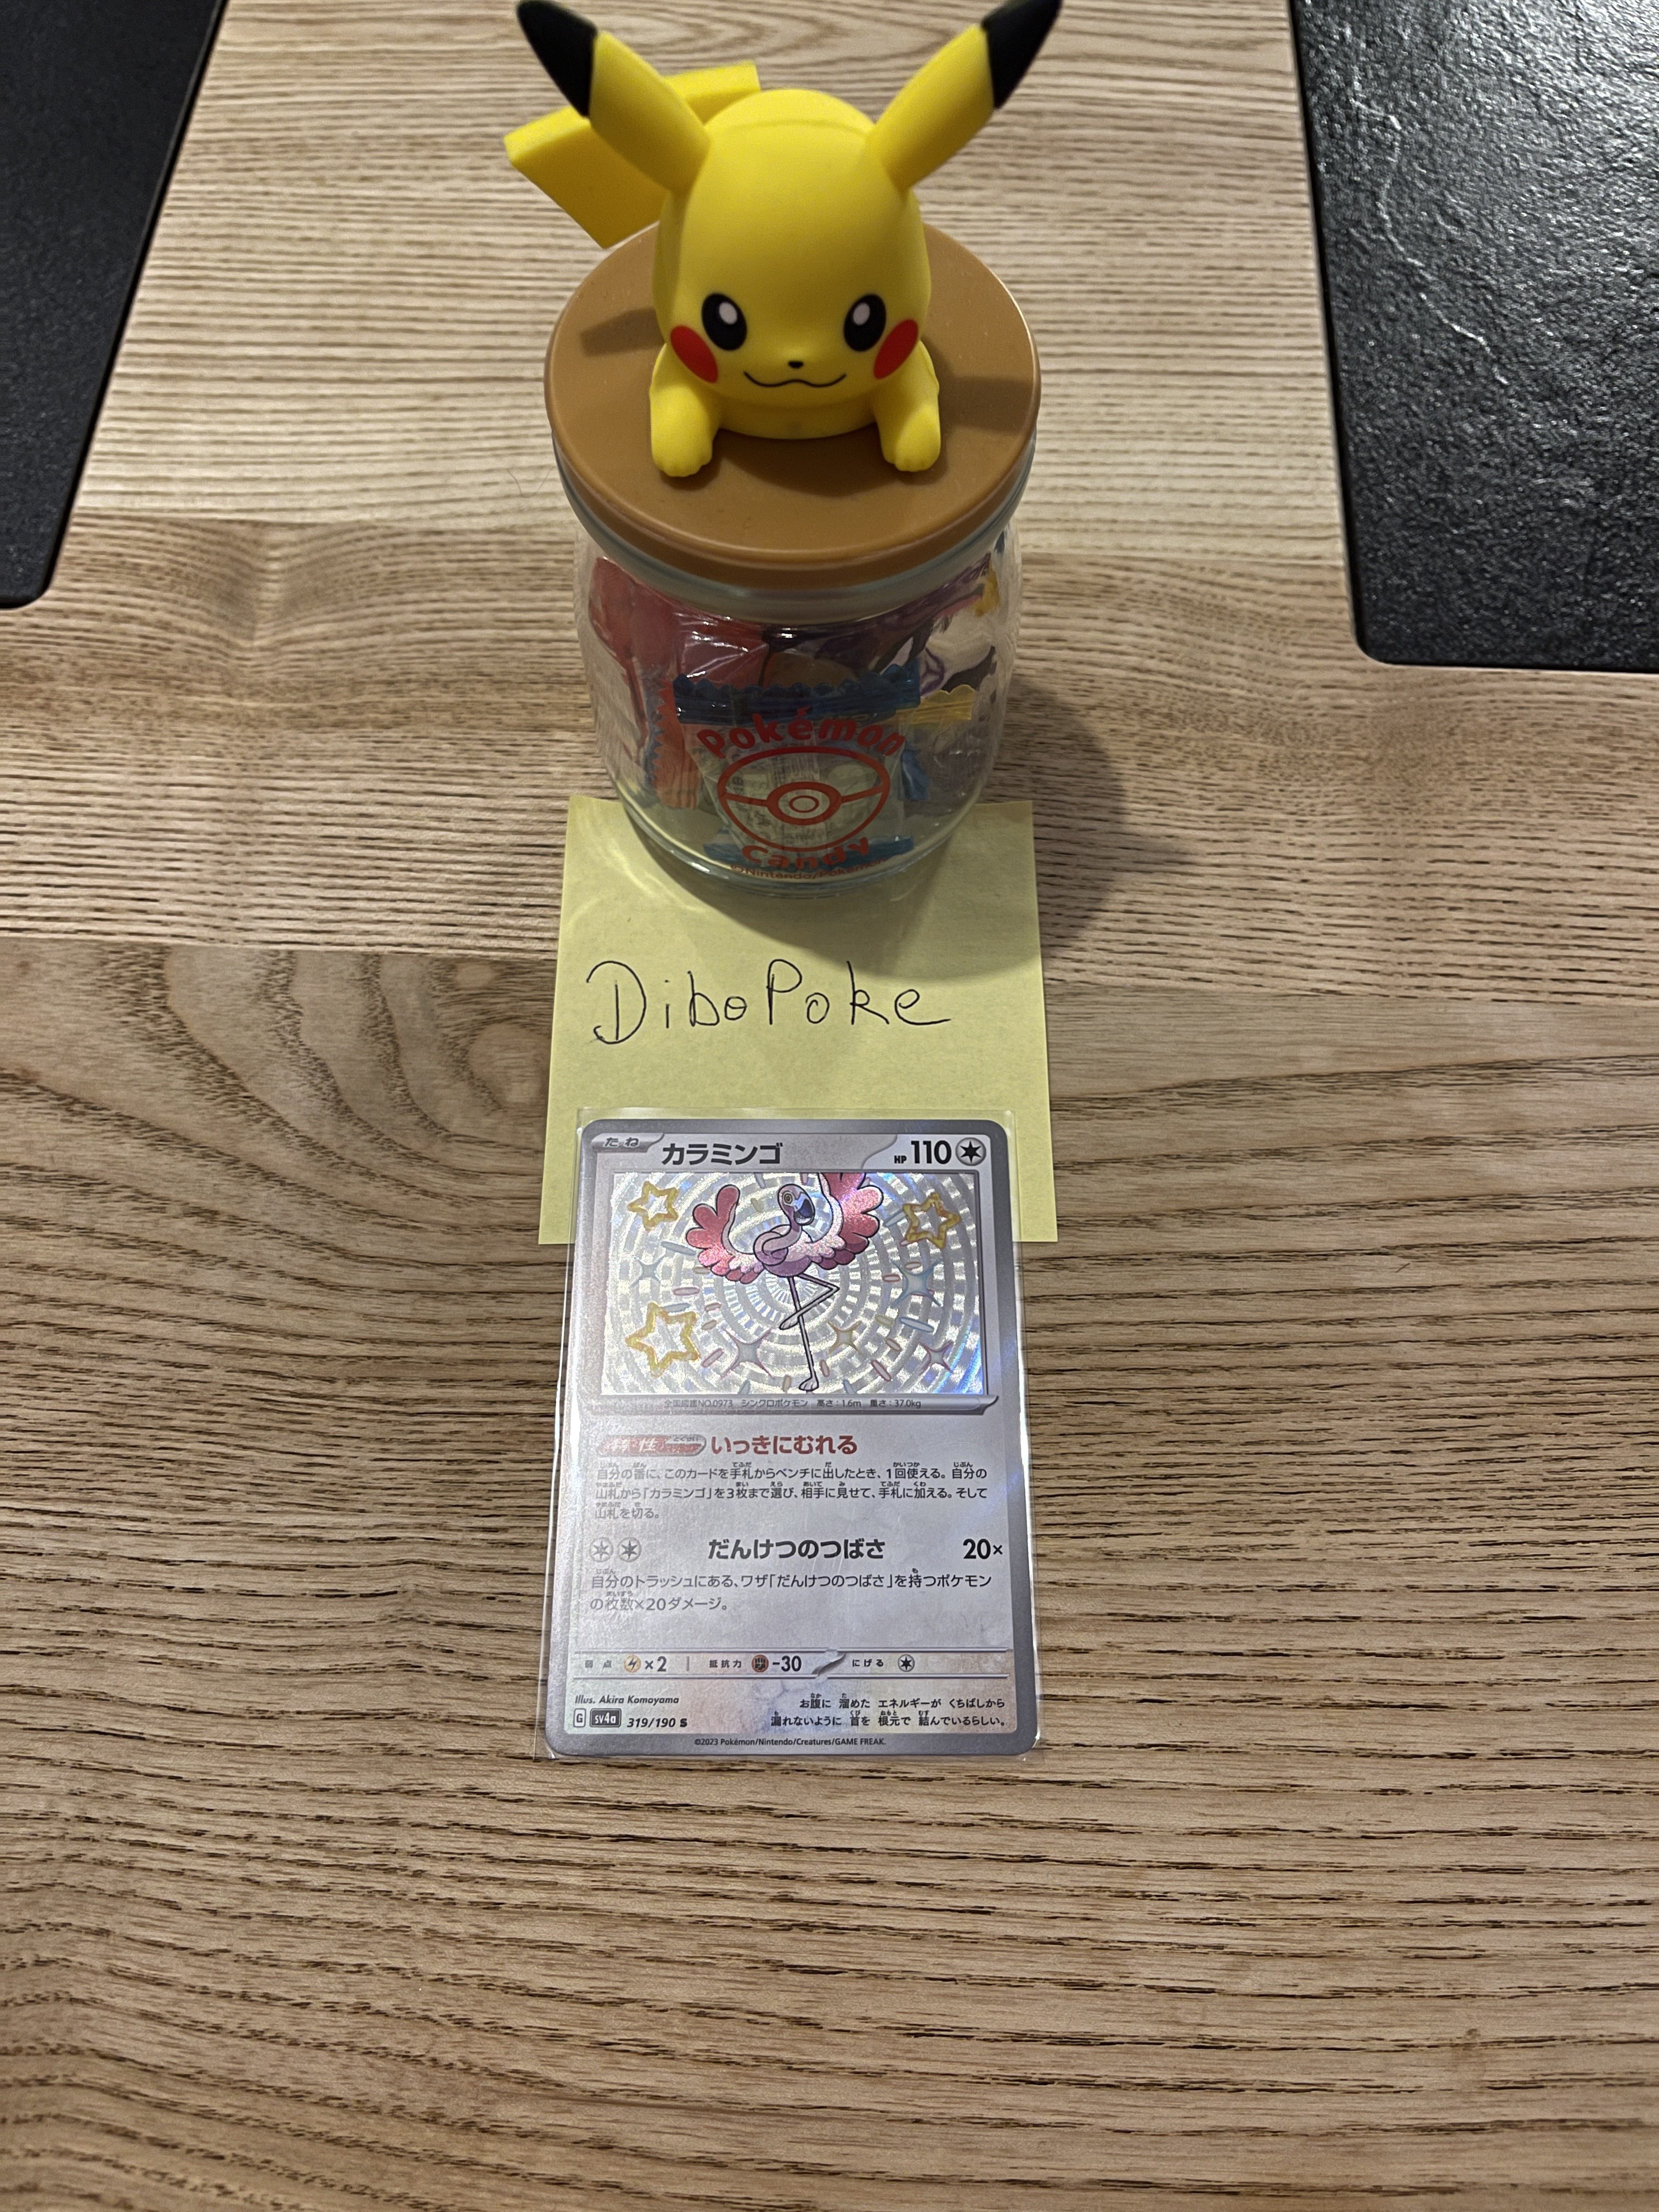 Pokémon
Candy
©Nintendo/Pokémon
DiboPoke
たね
カラミンゴ
HP 110
全国図鑑NO.0973 シンクロポケモン 高さ：1.6m 重さ：37.0kg
特性 いっきにむれる
自分の番に、このカードを手札からベンチに出したとき、1回使える。自分の
山札から「カラミンゴ」を3枚まで選び、相手に見せて、手札に加える。そして
山札を切る。
だんけつのつばさ 20×
自分のトラッシュにある、ワザ「だんけつのつばさ」を持つポケモン
の枚数×20ダメージ。
弱点 ×2 抵抗力 -30 にげる
Illus. Akira Komayama
G sv4a 319/190 S
お腹に 溜めた エネルギーが くちばしから
漏れないように 首を 根元で 結んでいるらしい。
©2023 Pokémon/Nintendo/Creatures/GAME FREAK.